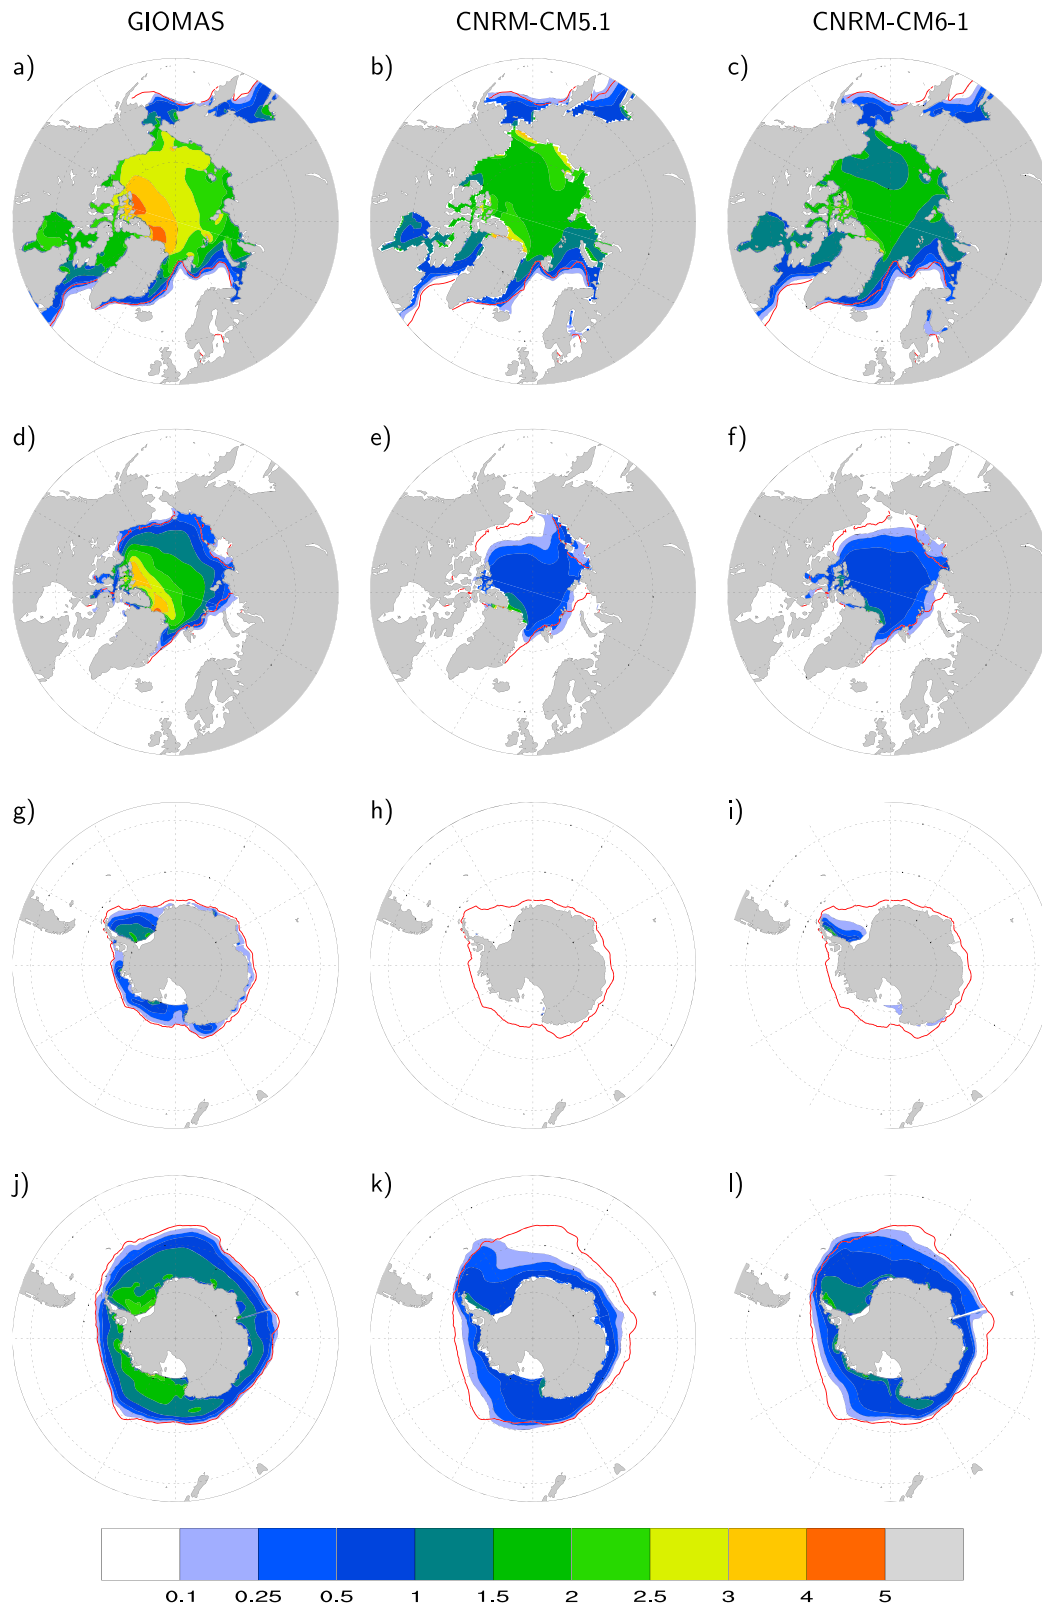 GIOMAS CNRM-CM5.1 CNRM-CM6-1
a) b) c)
d) e) f)
g) h) i)
j) k) l)
0.1 0.25 0.5 1 1.5 2 2.5 3 4 5